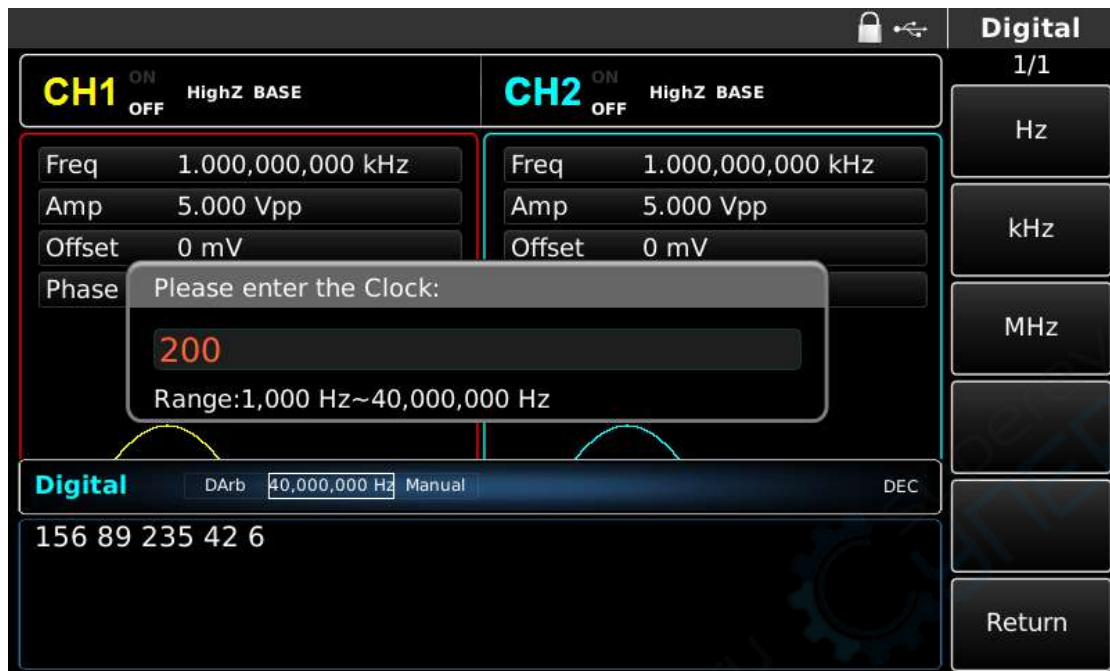 Digital
1/1
CH1 ON OFF HighZ BASE
CH2 ON OFF HighZ BASE
Freq 1.000,000,000 kHz
Amp 5.000 Vpp
Offset 0 mV
Phase
Freq 1.000,000,000 kHz
Amp 5.000 Vpp
Offset 0 mV
Please enter the Clock:
200
Range:1,000 Hz~40,000,000 Hz
Digital DArb 40,000,000 Hz Manual DEC
156 89 235 42 6
Hz
kHz
MHz
Return